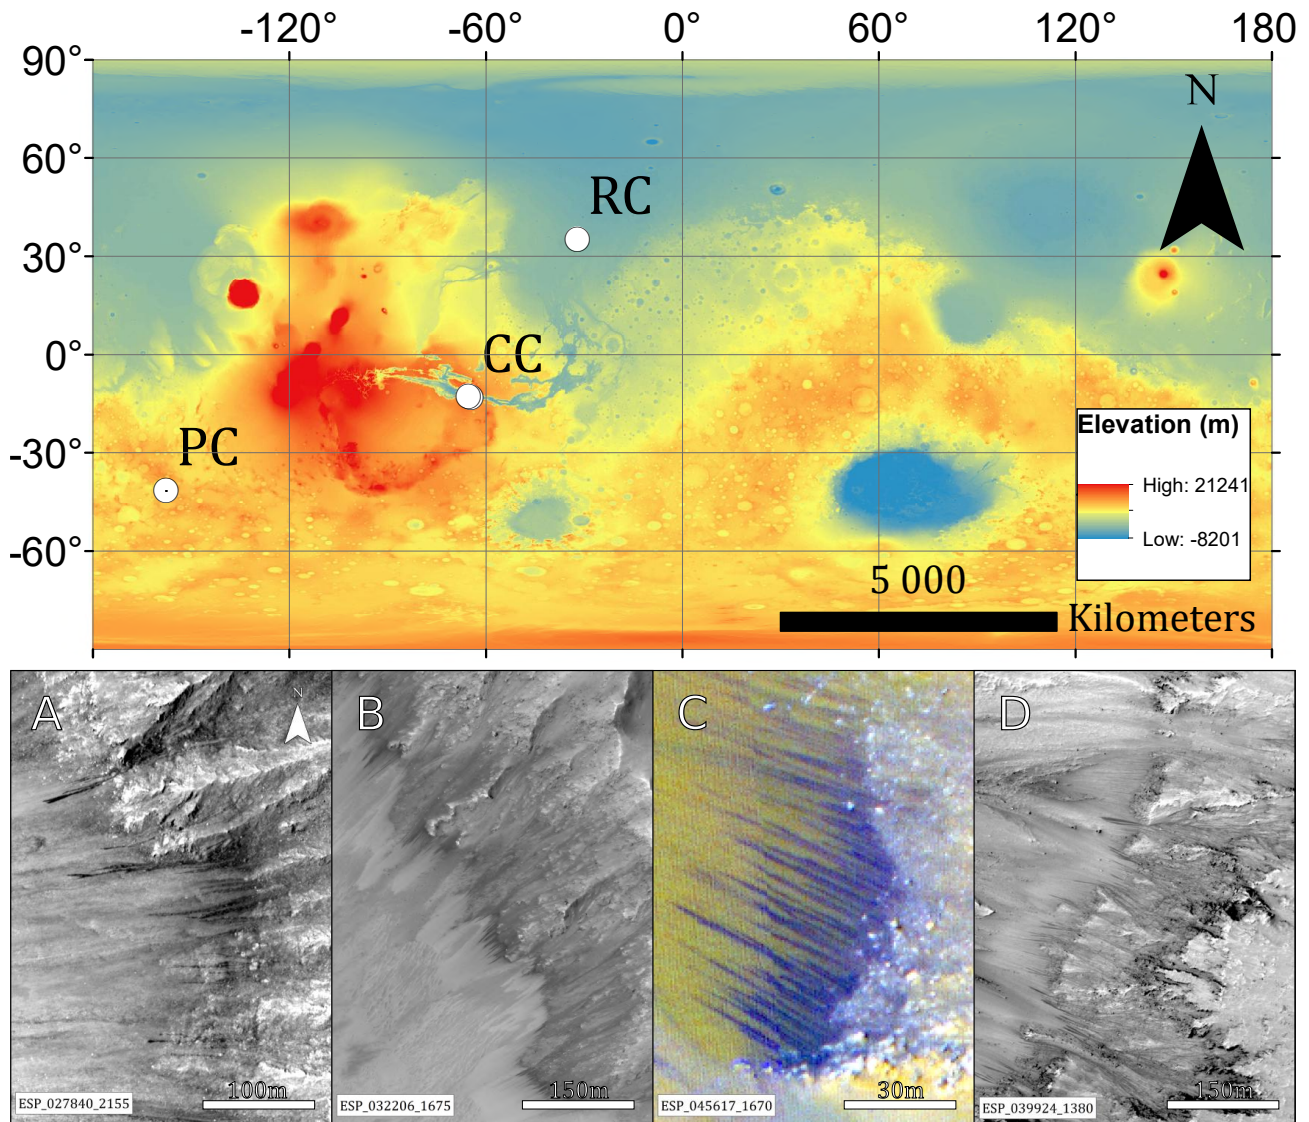 -120° -60° 0° 60° 120° 180
90°
60°
30°
0°
-30°
-60°
N
RC
CC
PC
Elevation (m)
High: 21241
Low: -8201
5 000
Kilometers
A
N
100m
ESP_027840_2155
B
150m
ESP_032206_1675
C
30m
ESP_045617_1670
D
150m
ESP_039924_1380